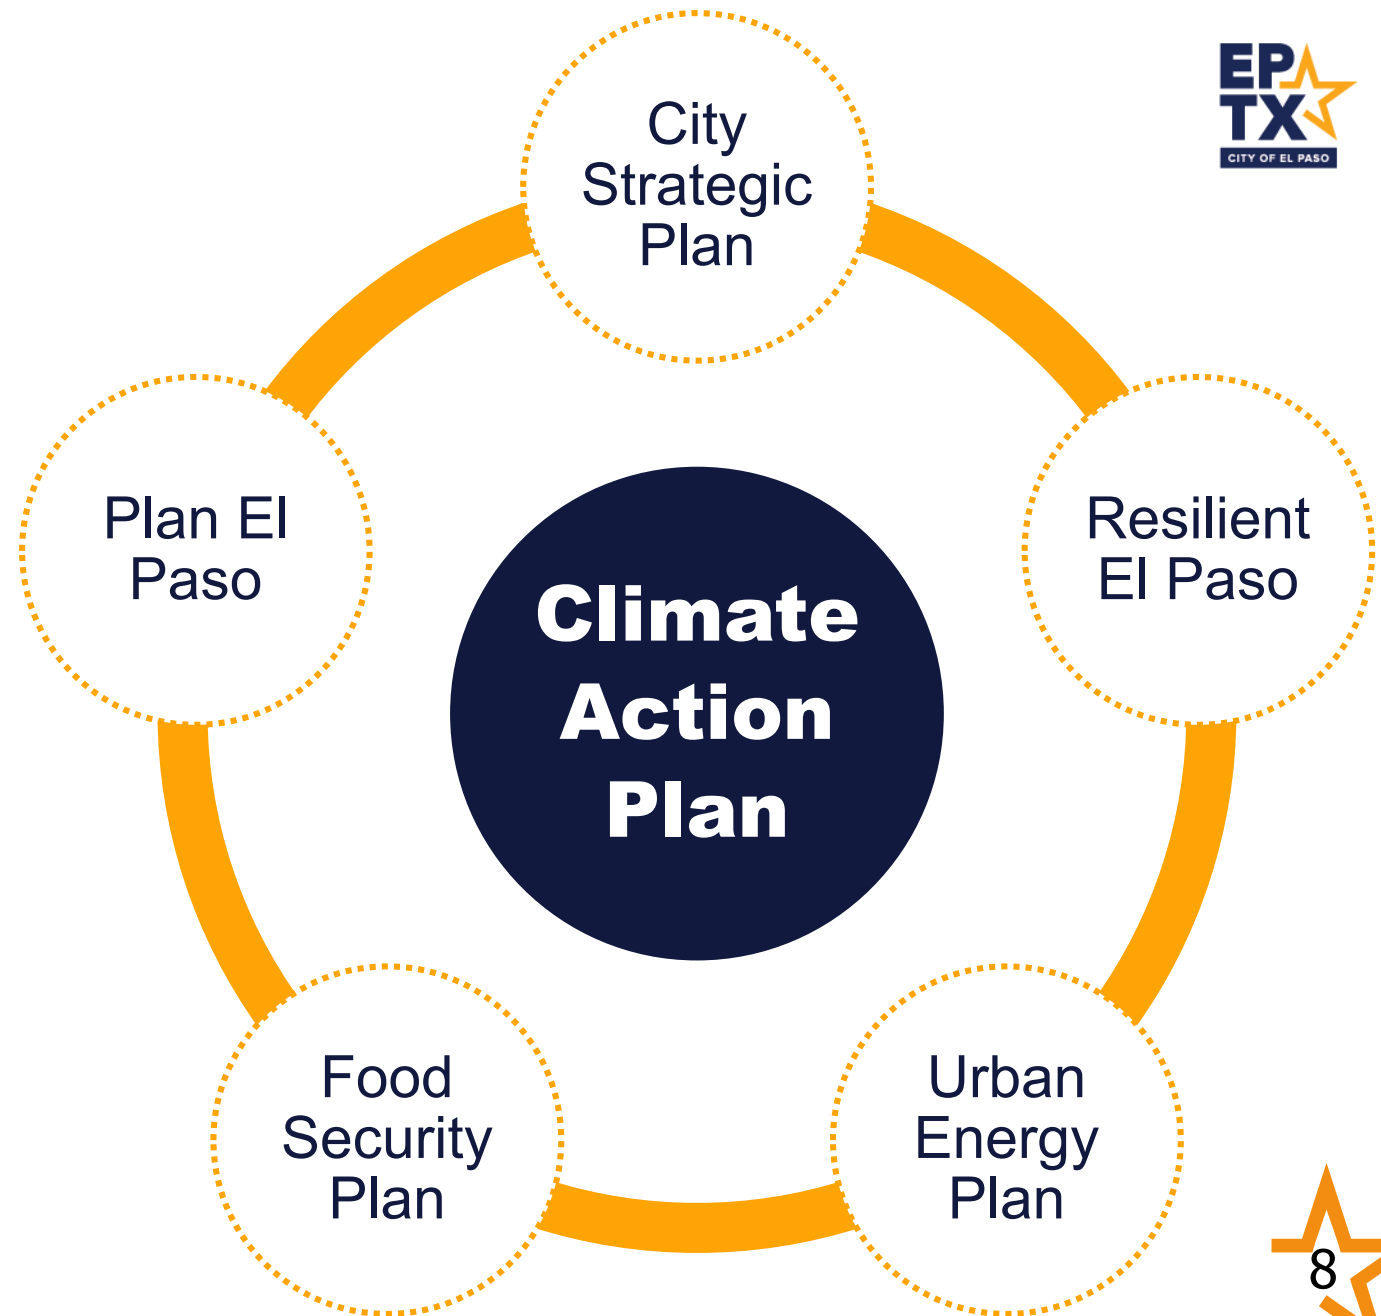 EP
TX
CITY OF EL PASO
City
Strategic
Plan
Plan El
Paso
Resilient
El Paso
Climate
Action
Plan
Food
Security
Plan
Urban
Energy
Plan
8